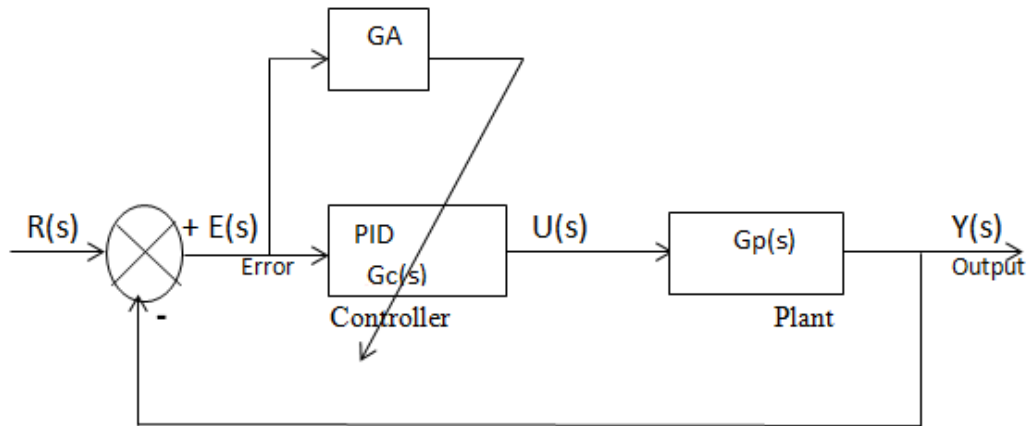 GA
R(s)
+ E(s)
Error
PID
Gc(s)
Controller
U(s)
Gp(s)
Plant
Y(s)
Output
-